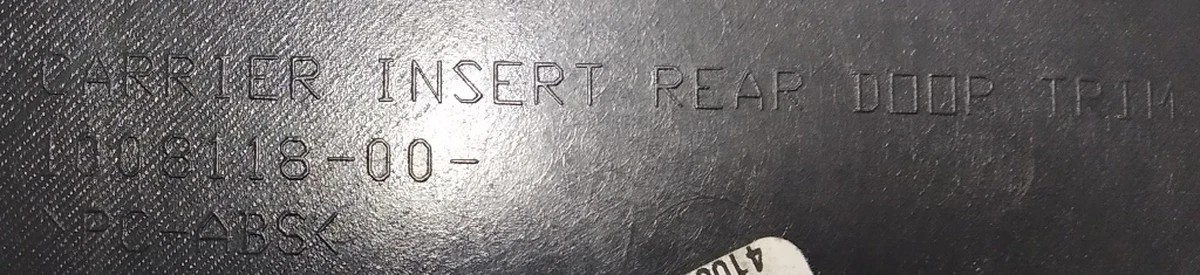 CARRIER INSERT REAR DOOR TRIM
1008118-00-
>PC-ABS<